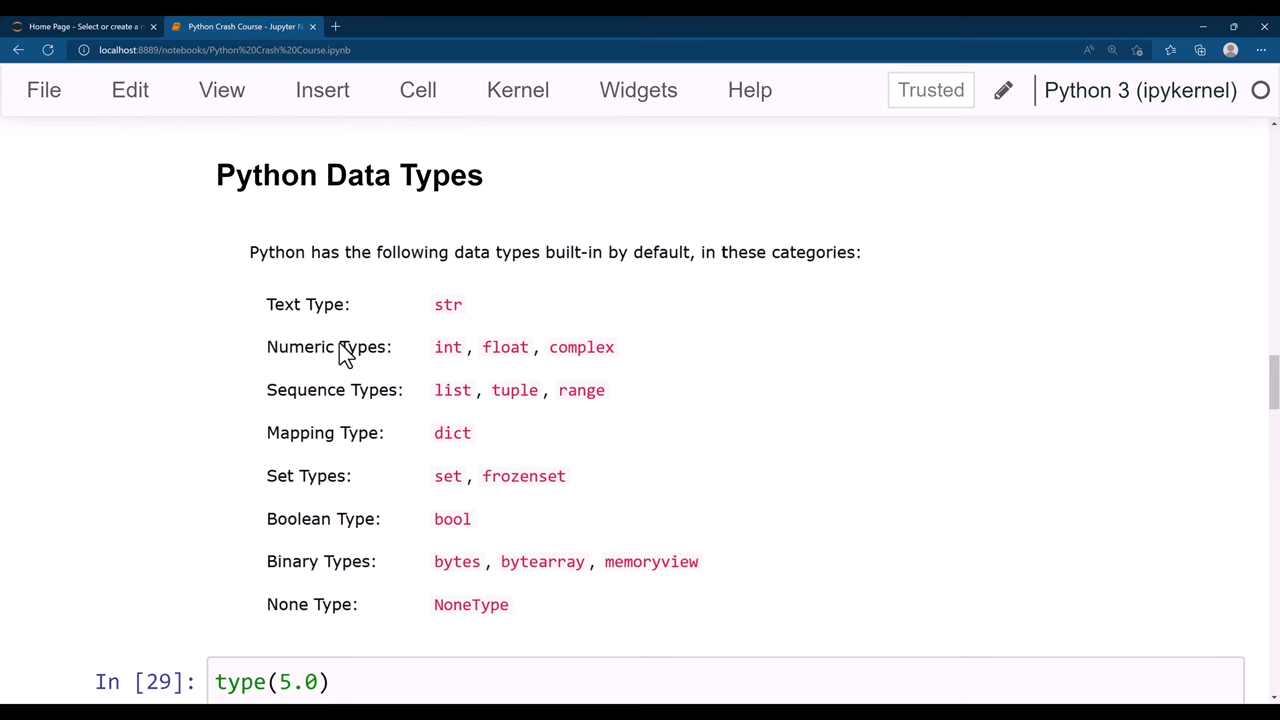 Home Page - Select or create a n
Python Crash Course - Jupyter N
localhost:8889/notebooks/Python%20Crash%20Course.ipynb
File Edit View Insert Cell Kernel Widgets Help Trusted Python 3 (ipykernel)
Python Data Types
Python has the following data types built-in by default, in these categories:
Text Type: str
Numeric Types: int, float, complex
Sequence Types: list, tuple, range
Mapping Type: dict
Set Types: set, frozenset
Boolean Type: bool
Binary Types: bytes, bytearray, memoryview
None Type: NoneType
In [29]: type(5.0)